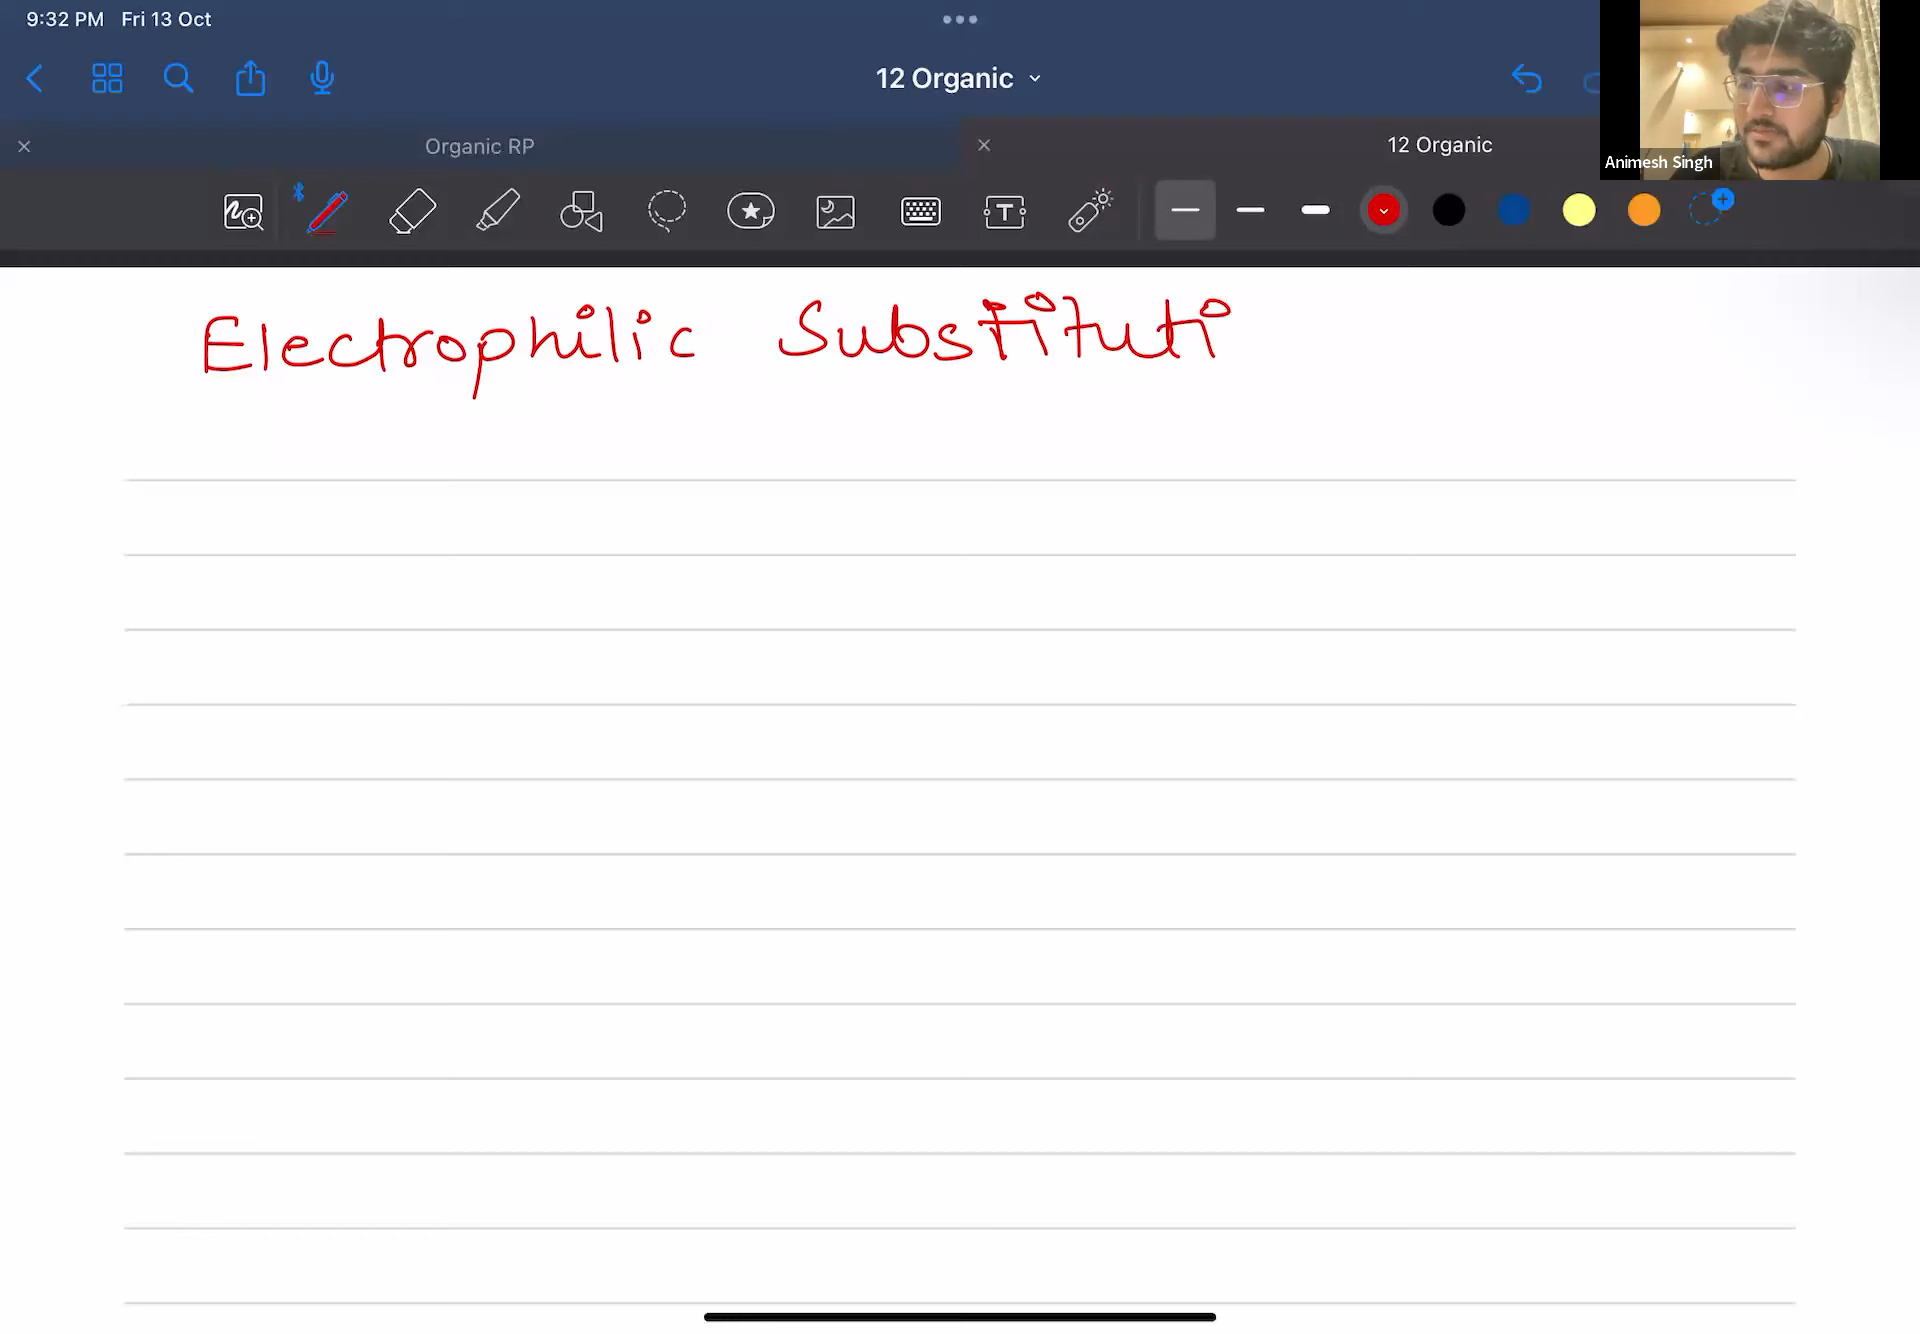 9:32 PM Fri 13 Oct
12 Organic
Organic RP
12 Organic
Animesh Singh
T
Electrophilic Substituti